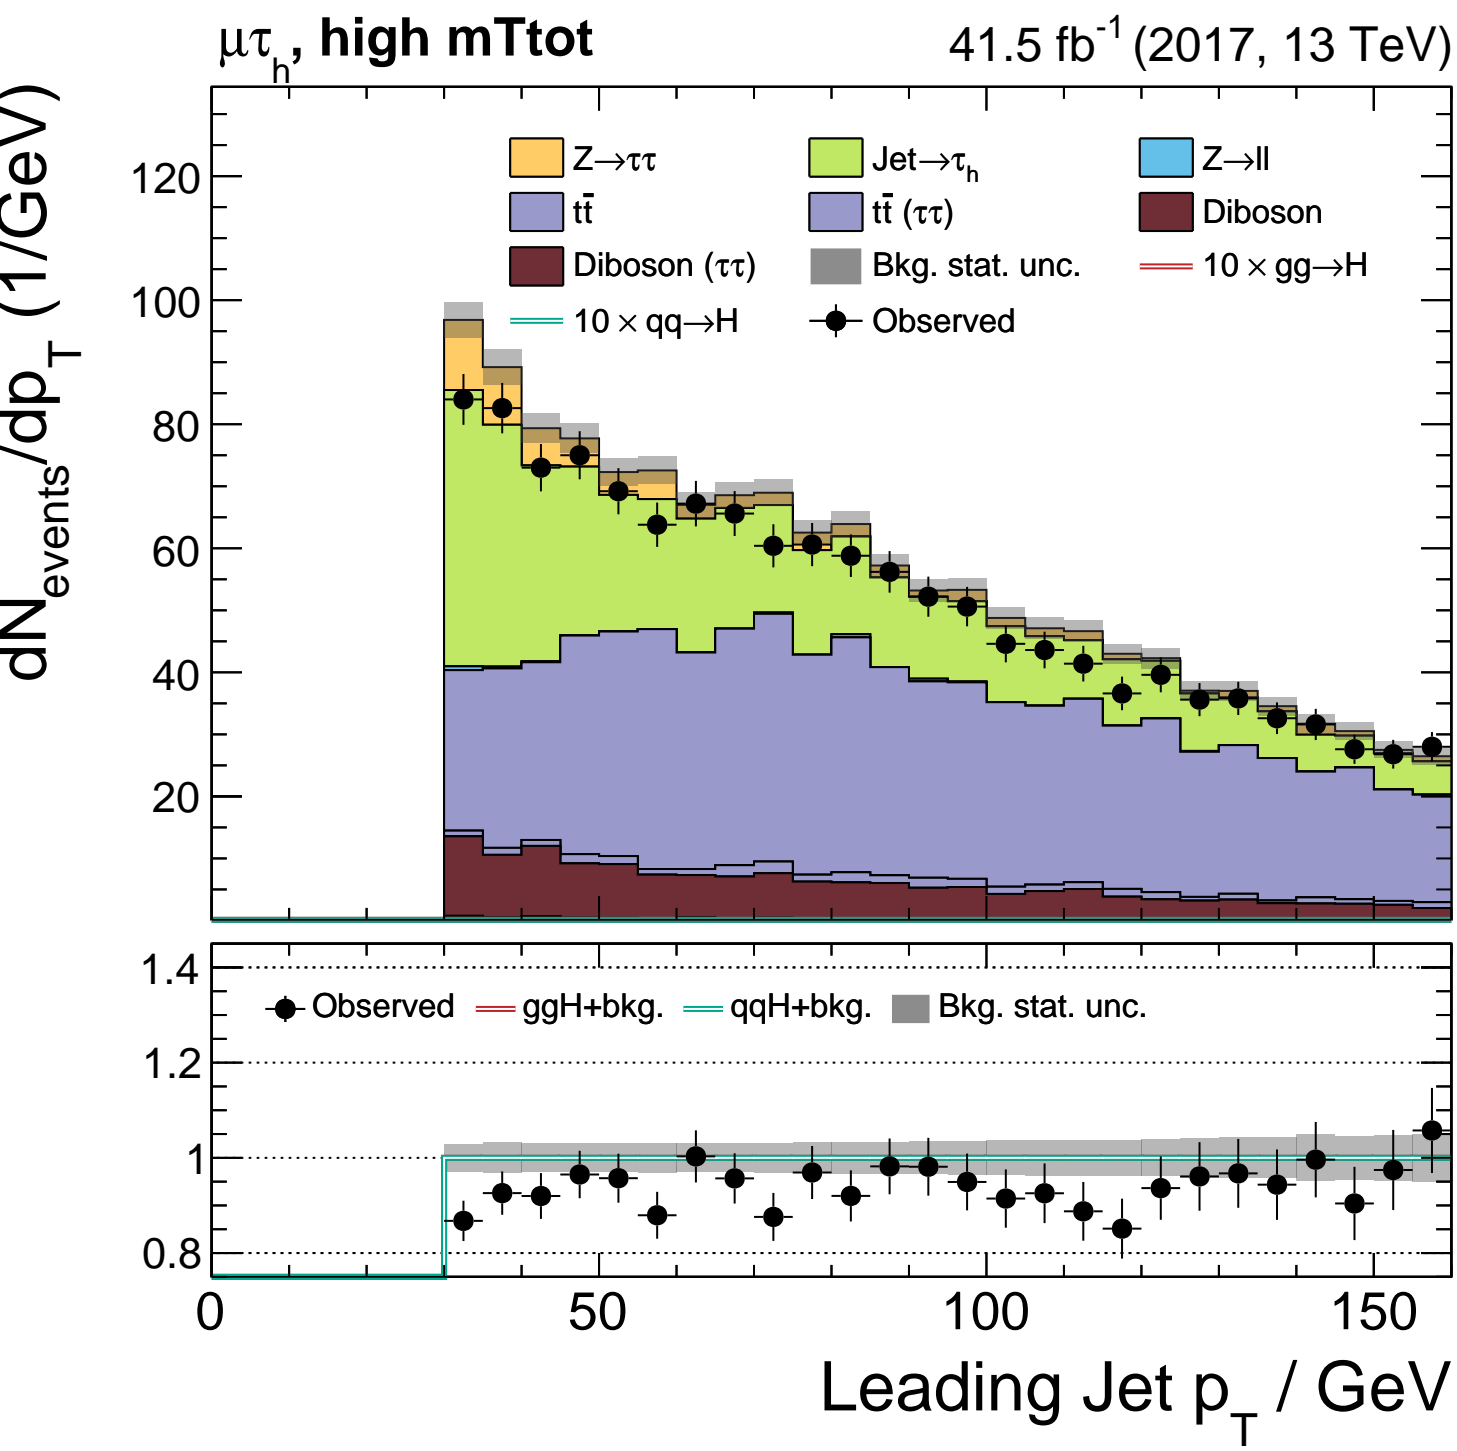 μτh, high mTtot
41.5 fb-1 (2017, 13 TeV)
dNevents/dpT (1/GeV)
120
100
80
60
40
20
Z→ττ Jet→τh Z→ll
tt̄ tt̄ (ττ) Diboson
Diboson (ττ) Bkg. stat. unc. 10 × gg→H
10 × qq→H Observed
1.4
1.2
1
0.8
Observed ggH+bkg. qqH+bkg. Bkg. stat. unc.
0 50 100 150
Leading Jet pT / GeV